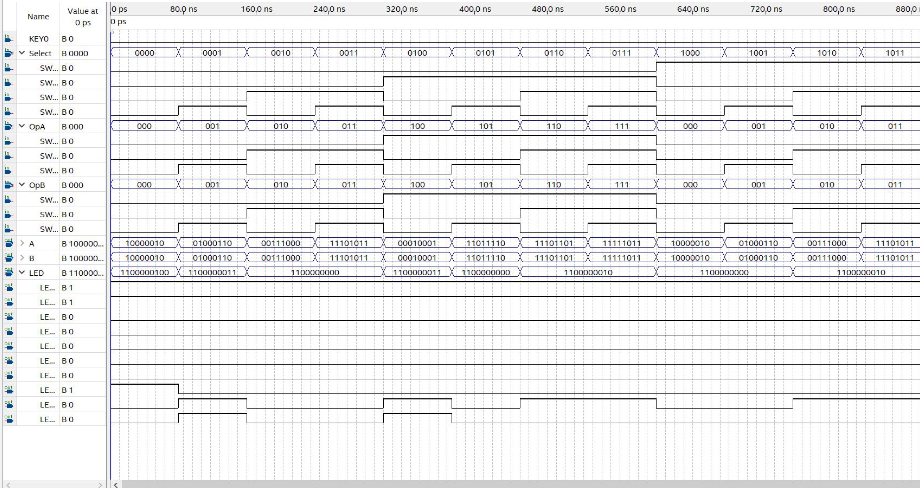 Name
Value at
0 ps
0 ps 80.0 ns 160.0 ns 240.0 ns 320.0 ns 400.0 ns 480.0 ns 560.0 ns 640.0 ns 720.0 ns 800.0 ns 880.0
0 ps
KEY0 B 0
Select B 0000 0000 0001 0010 0011 0100 0101 0110 0111 1000 1001 1010 1011
SW... B 0
SW... B 0
SW... B 0
SW... B 0
OpA B 000 000 001 010 011 100 101 110 111 000 001 010 011
SW... B 0
SW... B 0
SW... B 0
OpB B 000 000 001 010 011 100 101 110 111 000 001 010 011
SW... B 0
SW... B 0
SW... B 0
A B 100000... 10000010 01000110 00111000 11101011 00010001 11011110 11101101 11111011 10000010 01000110 00111000 11101011
B B 100000... 10000010 01000110 00111000 11101011 00010001 11011110 11101101 11111011 10000010 01000110 00111000 11101011
LED B 110000... 1100000100 1100000011 1100000000 1100000011 1100000000 1100000010 1100000000 1100000010
LE... B 1
LE... B 1
LE... B 0
LE... B 0
LE... B 0
LE... B 0
LE... B 0
LE... B 1
LE... B 0
LE... B 0